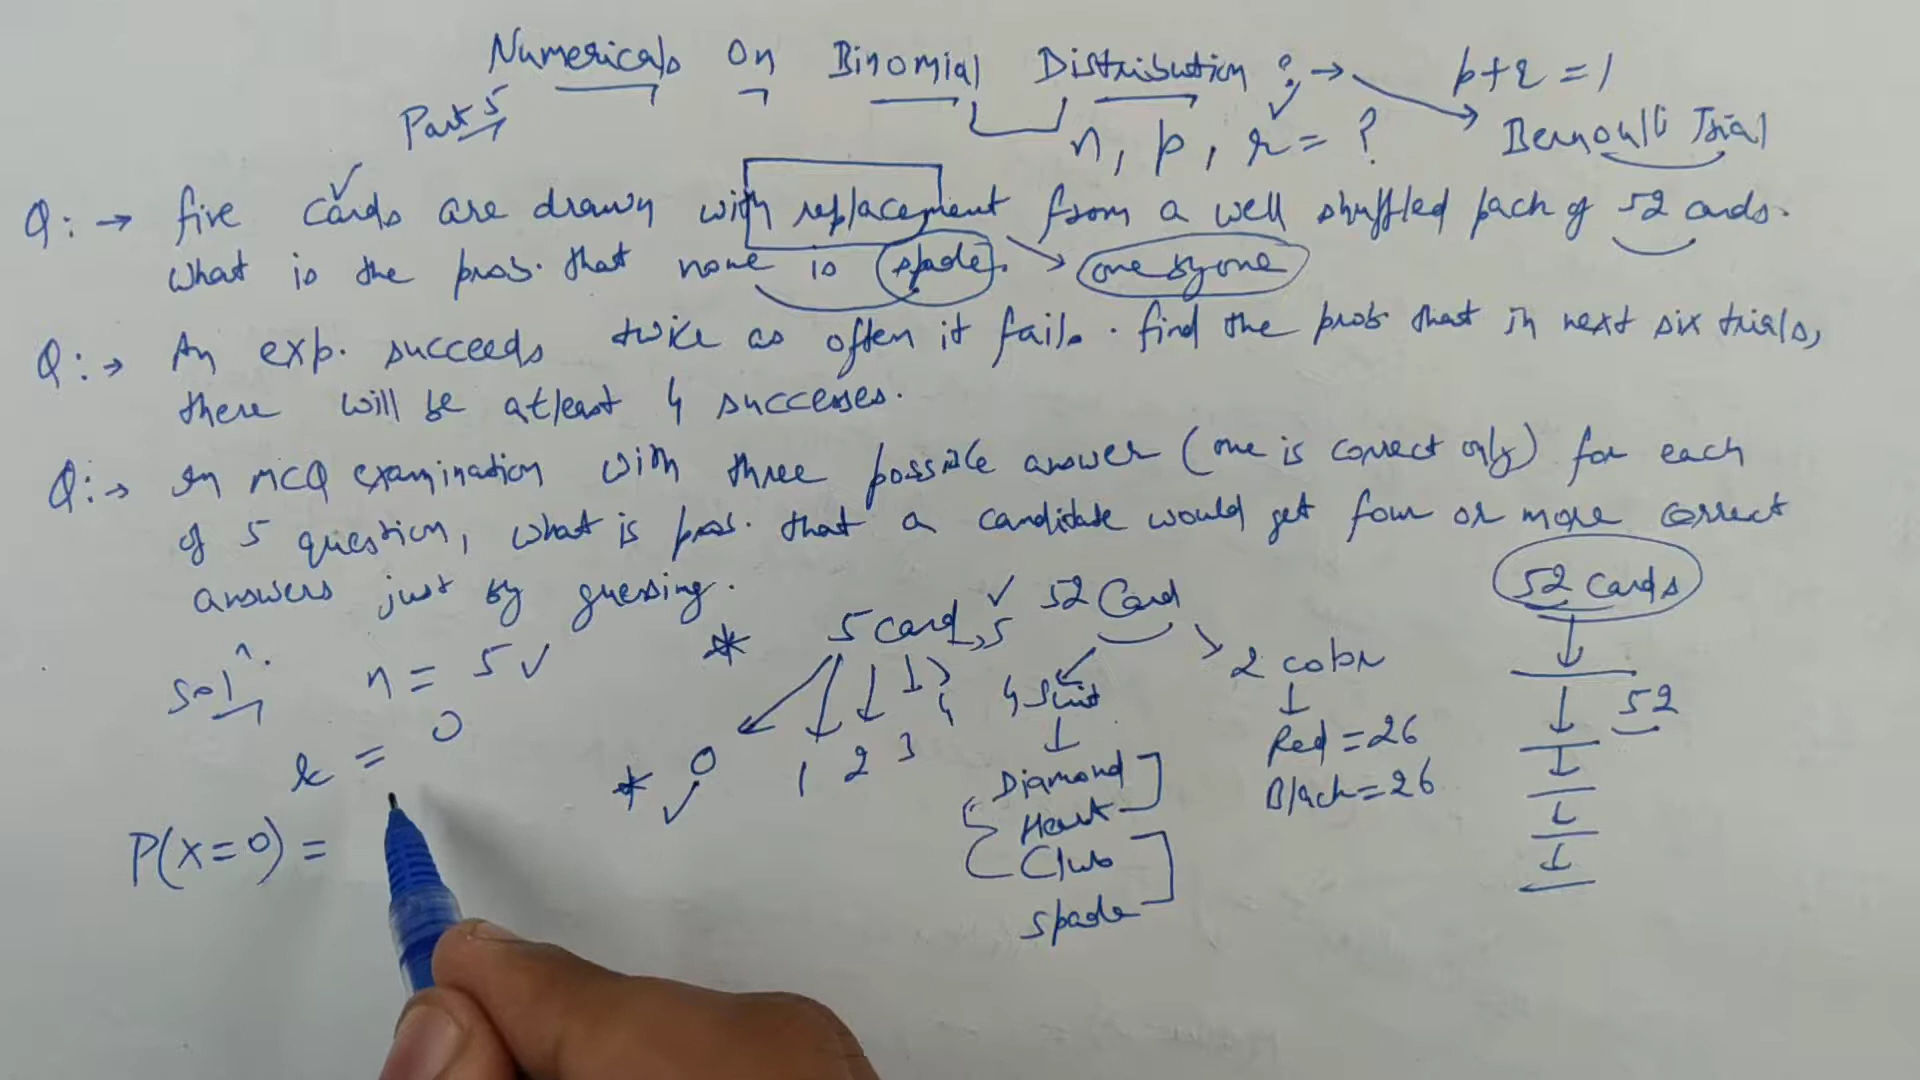 Numericals On Binomial Distribution ? →
p+q=1
Part 5
n, p, r = ?
Bernoulli Trial
Q: → five cards are drawn with replacement from a well shuffled pack of 52 cards.
What is the prob. that none is spade. one by one
Q: → An exp. succeeds twice as often it fails. find the prob that in next six trials,
there will be atleast 4 successes.
Q: → In MCQ examination with three possible answer (one is correct only) for each
of 5 question, what is prob. that a candidate would get four or more correct
answers just by guessing.
Sol^n.
n = 5 ✓
r = 0
P(X=0) =
* 5 card, 5 ✓
* 0 1 2 3 4
✓
52 Card
4 Suit
Diamond
Heart
Club
Spade
2 color
Red = 26
Black = 26
52 Cards
52